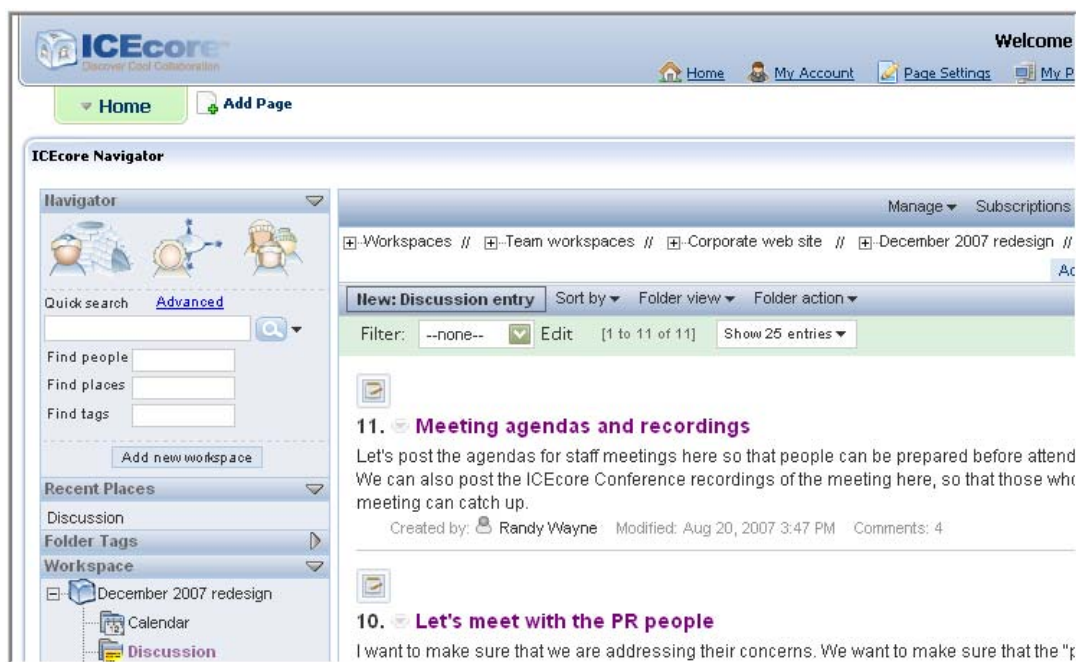 ICEcore
Discover Cool Collaboration
Welcome
Home My Account Page Settings My P
Home Add Page
ICEcore Navigator
Navigator
Quick search Advanced
Find people
Find places
Find tags
Add new workspace
Recent Places
Discussion
Folder Tags
Workspace
December 2007 redesign
Calendar
Discussion
Manage Subscriptions
Workspaces // Team workspaces // Corporate web site // December 2007 redesign //
Ad
New: Discussion entry Sort by Folder view Folder action
Filter: --none-- Edit [1 to 11 of 11] Show 25 entries
11. Meeting agendas and recordings
Let's post the agendas for staff meetings here so that people can be prepared before attend
We can also post the ICEcore Conference recordings of the meeting here, so that those who
meeting can catch up.
Created by: Randy Wayne Modified: Aug 20, 2007 3:47 PM Comments: 4
10. Let's meet with the PR people
I want to make sure that we are addressing their concerns. We want to make sure that the "p